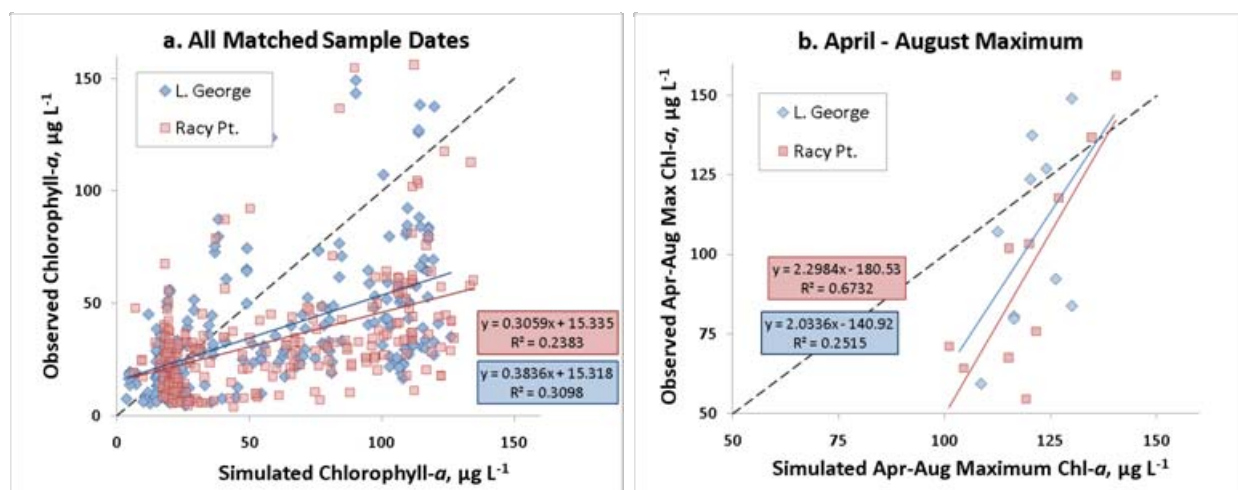 a. All Matched Sample Dates
L. George
Racy Pt.
Observed Chlorophyll-a, µg L⁻¹
150
100
50
0
y = 0.3059x + 15.335
R² = 0.2383
y = 0.3836x + 15.318
R² = 0.3098
0 50 100 150
Simulated Chlorophyll-a, µg L⁻¹
b. April - August Maximum
L. George
Racy Pt.
Observed Apr-Aug Max Chl-a, µg L⁻¹
150
125
100
75
50
y = 2.2984x - 180.53
R² = 0.6732
y = 2.0336x - 140.92
R² = 0.2515
50 75 100 125 150
Simulated Apr-Aug Maximum Chl-a, µg L⁻¹